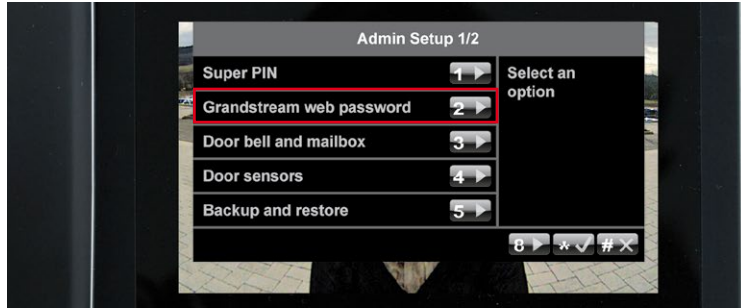 Admin Setup 1/2
Super PIN 1
Select an
option
Grandstream web password 2
Door bell and mailbox 3
Door sensors 4
Backup and restore 5
8 * #